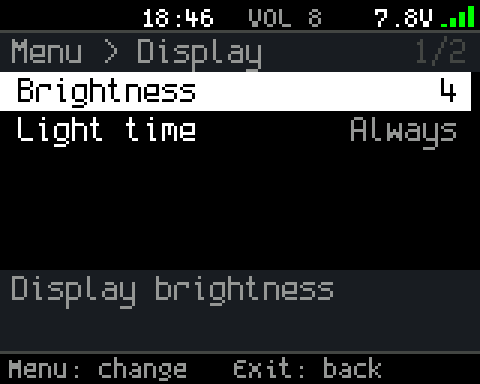 18:46 VOL 8 7.8V
Menu > Display 1/2
Brightness 4
Light time Always
Display brightness
Menu: change Exit: back